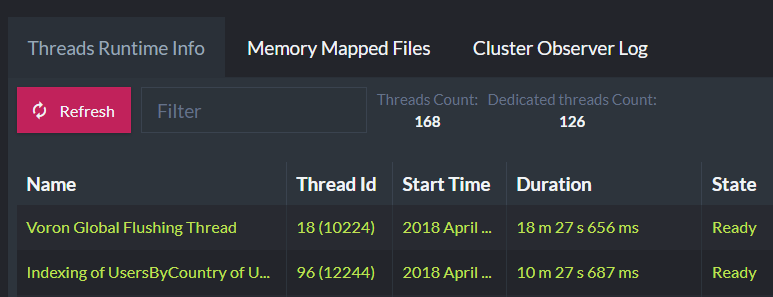 Threads Runtime Info Memory Mapped Files Cluster Observer Log
Refresh Filter Threads Count: Dedicated threads Count:
168 126
Name Thread Id Start Time Duration State
Voron Global Flushing Thread 18 (10224) 2018 April ... 18 m 27 s 656 ms Ready
Indexing of UsersByCountry of U... 96 (12244) 2018 April ... 10 m 27 s 687 ms Ready